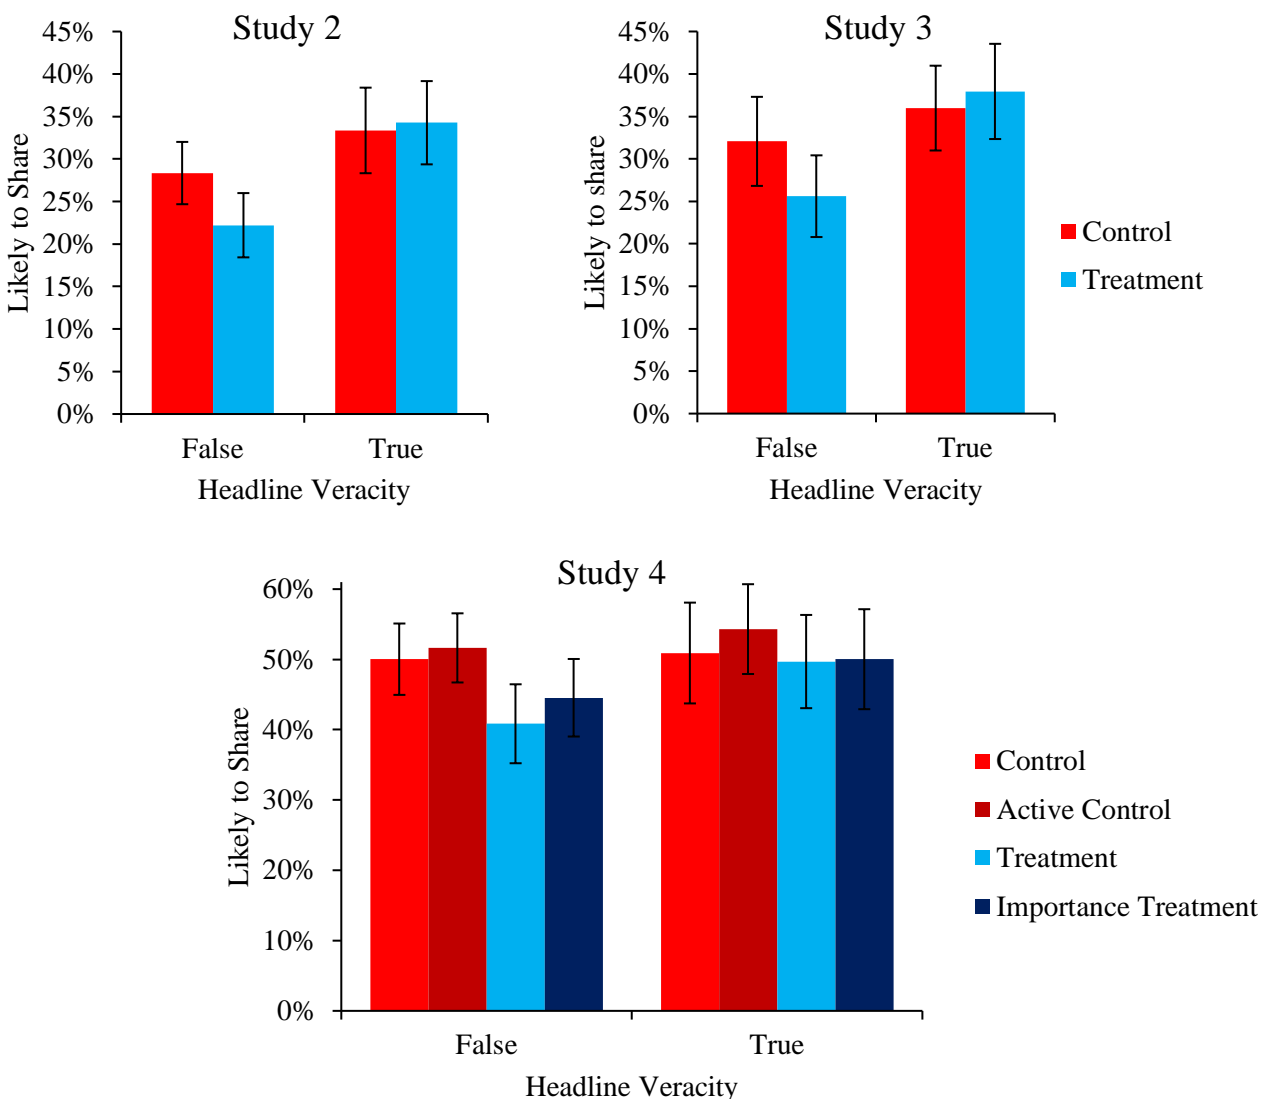 Study 2
45%
40%
35%
30%
25%
20%
15%
10%
5%
0%
Likely to Share
False True
Headline Veracity
Study 3
45%
40%
35%
30%
25%
20%
15%
10%
5%
0%
Likely to share
False True
Headline Veracity
Control
Treatment
Study 4
60%
50%
40%
30%
20%
10%
0%
Likely to Share
False True
Headline Veracity
Control
Active Control
Treatment
Importance Treatment